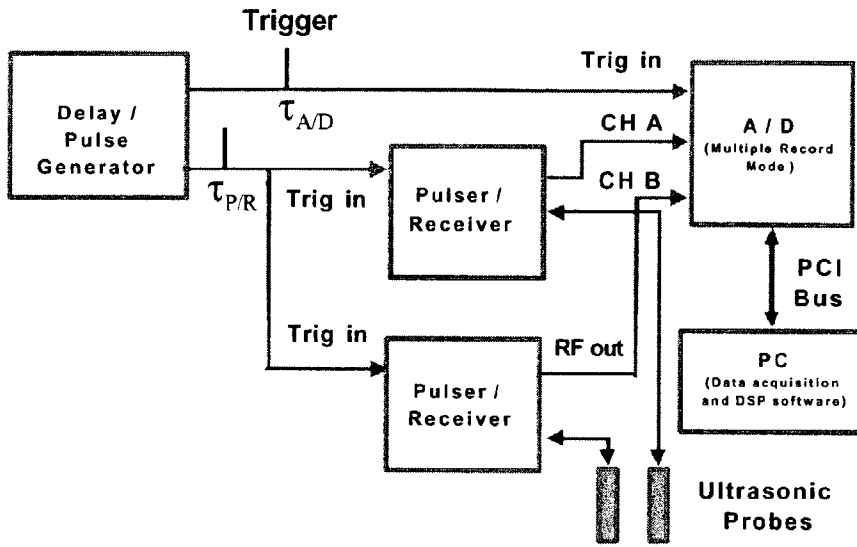 Trigger
Delay /
Pulse
Generator
τA/D
Trig in
CH A
A / D
(Multiple Record
Mode)
τP/R
Trig in
Pulser /
Receiver
CH B
PCI
Bus
Trig in
RF out
Pulser /
Receiver
PC
(Data acquisition
and DSP software)
Ultrasonic
Probes